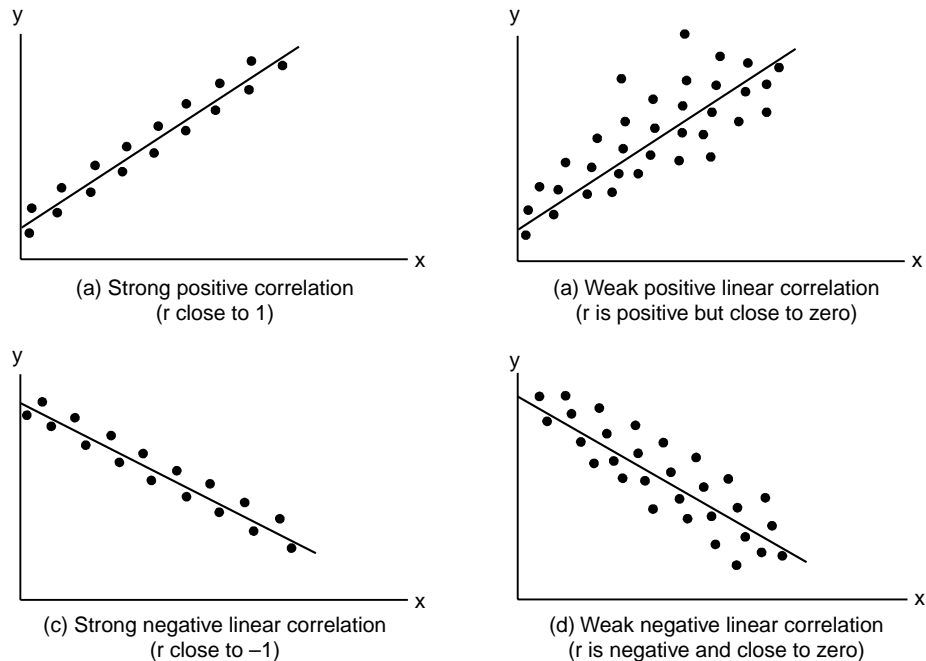 y
x
(a) Strong positive correlation
(r close to 1)
y
x
(a) Weak positive linear correlation
(r is positive but close to zero)
y
x
(c) Strong negative linear correlation
(r close to –1)
y
x
(d) Weak negative linear correlation
(r is negative and close to zero)